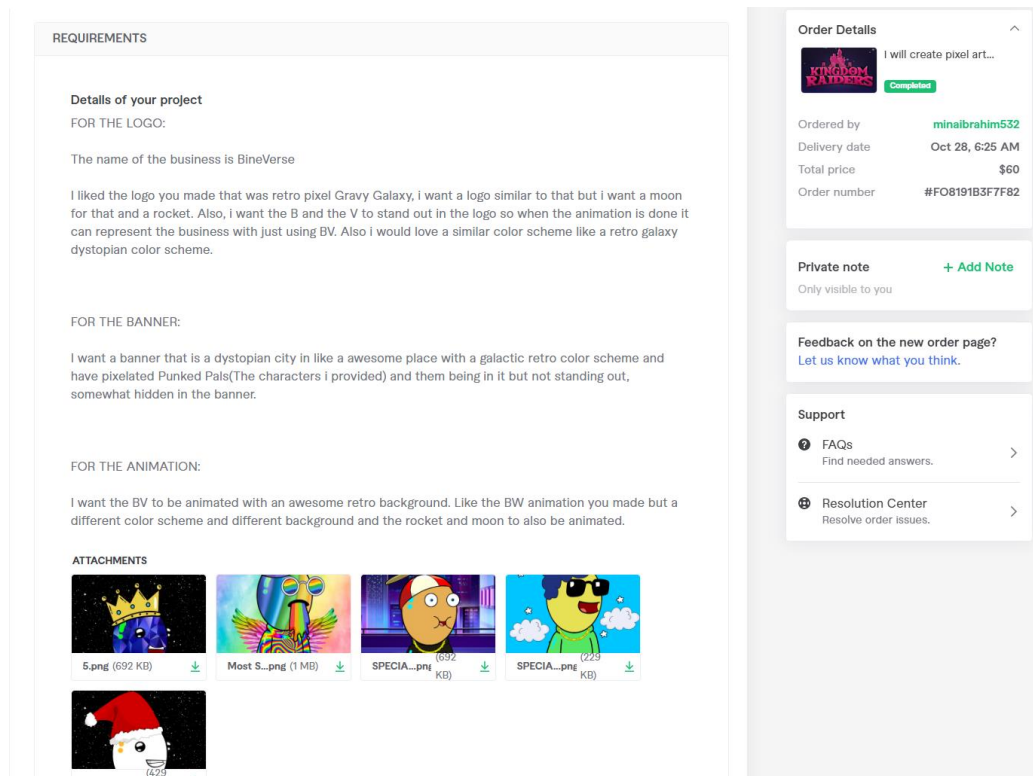 REQUIREMENTS
Details of your project
FOR THE LOGO:
The name of the business is BineVerse
I liked the logo you made that was retro pixel Gravy Galaxy, i want a logo similar to that but i want a moon
for that and a rocket. Also, i want the B and the V to stand out in the logo so when the animation is done it
can represent the business with just using BV. Also i would love a similar color scheme like a retro galaxy
dystopian color scheme.
FOR THE BANNER:
I want a banner that is a dystopian city in like a awesome place with a galactic retro color scheme and
have pixelated Punked Pals(The characters i provided) and them being in it but not standing out,
somewhat hidden in the banner.
FOR THE ANIMATION:
I want the BV to be animated with an awesome retro background. Like the BW animation you made but a
different color scheme and different background and the rocket and moon to also be animated.
ATTACHMENTS
5.png (692 KB)
Most S...png (1 MB)
SPECIA...png (692 KB)
SPECIA...png (229 KB)
(429
Order Details
KINGDOM
RAIDERS
I will create pixel art...
Completed
Ordered by minaibrahim532
Delivery date Oct 28, 6:25 AM
Total price $60
Order number #FO8191B3F7F82
Private note + Add Note
Only visible to you
Feedback on the new order page?
Let us know what you think.
Support
FAQs
Find needed answers.
Resolution Center
Resolve order issues.